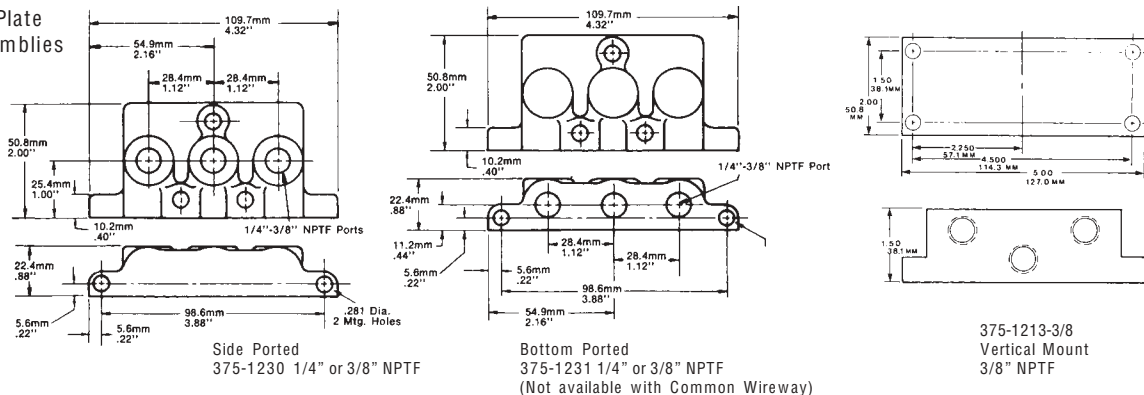 Plate
mblies
109.7mm
4.32''
54.9mm
2.16''
28.4mm
1.12''
28.4mm
1.12''
50.8mm
2.00''
25.4mm
1.00''
10.2mm
.40''
1/4''-3/8'' NPTF Ports
22.4mm
.88''
5.6mm
.22''
5.6mm
.22''
98.6mm
3.88''
.281 Dia.
2 Mtg. Holes
Side Ported
375-1230 1/4” or 3/8” NPTF
109.7mm
4.32''
50.8mm
2.00''
10.2mm
.40''
1/4''-3/8'' NPTF Port
22.4mm
.88''
11.2mm
.44''
28.4mm
1.12''
28.4mm
1.12''
5.6mm
.22''
98.6mm
3.88''
54.9mm
2.16''
Bottom Ported
375-1231 1/4” or 3/8” NPTF
(Not available with Common Wireway)
1.50
38.1MM
2.00
50.8
MM
2.250
57.1 MM
4.500
114.3 MM
5.00
127.0 MM
1.50
38.1MM
375-1213-3/8
Vertical Mount
3/8” NPTF